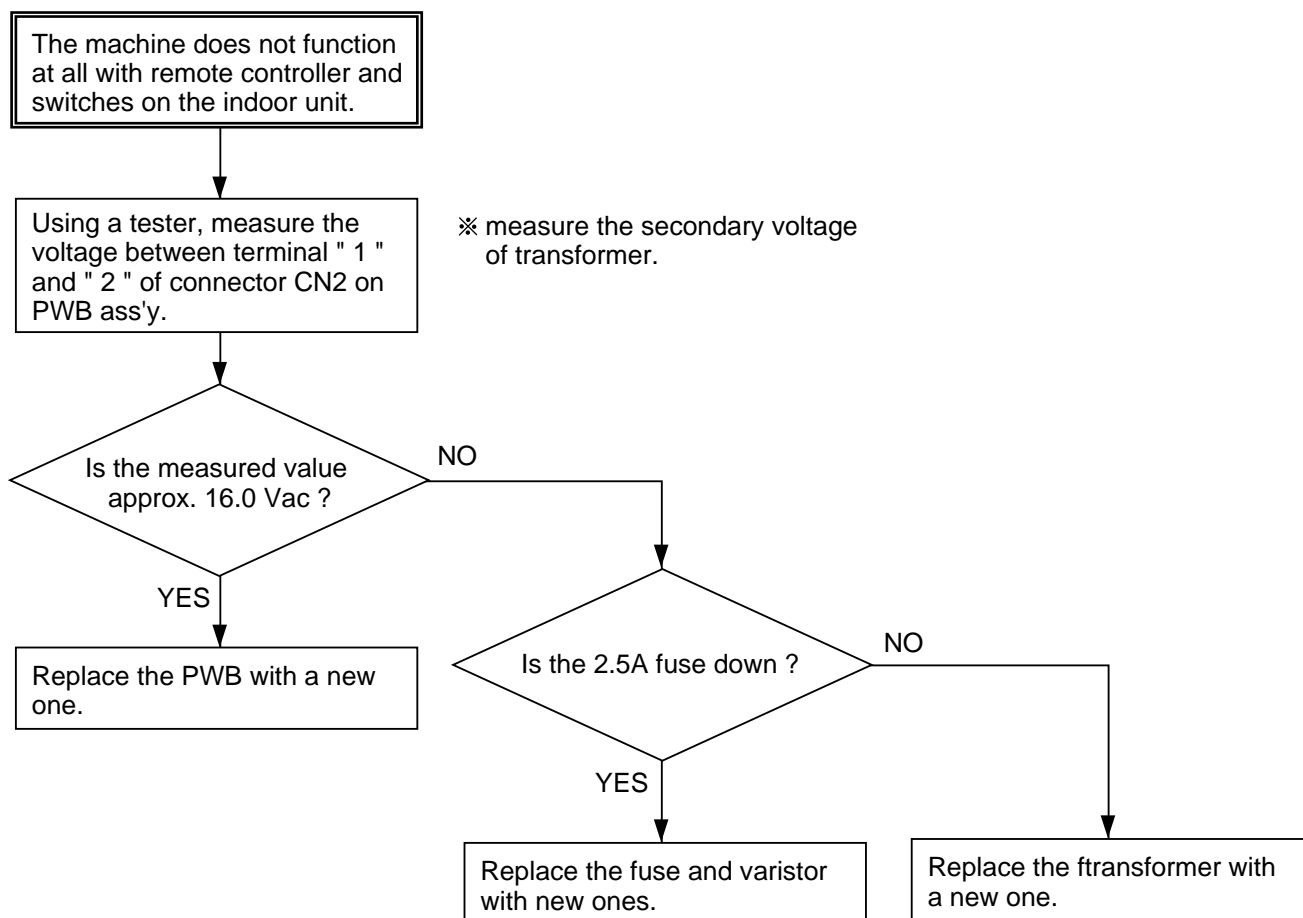 The machine does not function
at all with remote controller and
switches on the indoor unit.
Using a tester, measure the
voltage between terminal " 1 "
and " 2 " of connector CN2 on
PWB ass'y.
※ measure the secondary voltage
of transformer.
Is the measured value
approx. 16.0 Vac ?
NO
YES
Replace the PWB with a new
one.
Is the 2.5A fuse down ?
NO
YES
Replace the fuse and varistor
with new ones.
Replace the ftransformer with
a new one.